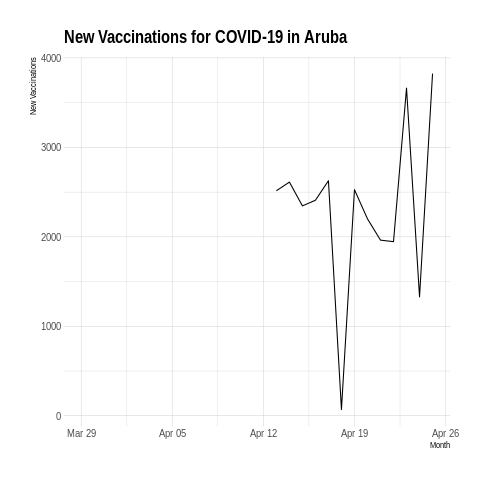 New Vaccinations for COVID-19 in Aruba
New Vaccinations
4000
3000
2000
1000
0
Mar 29 Apr 05 Apr 12 Apr 19 Apr 26
Month